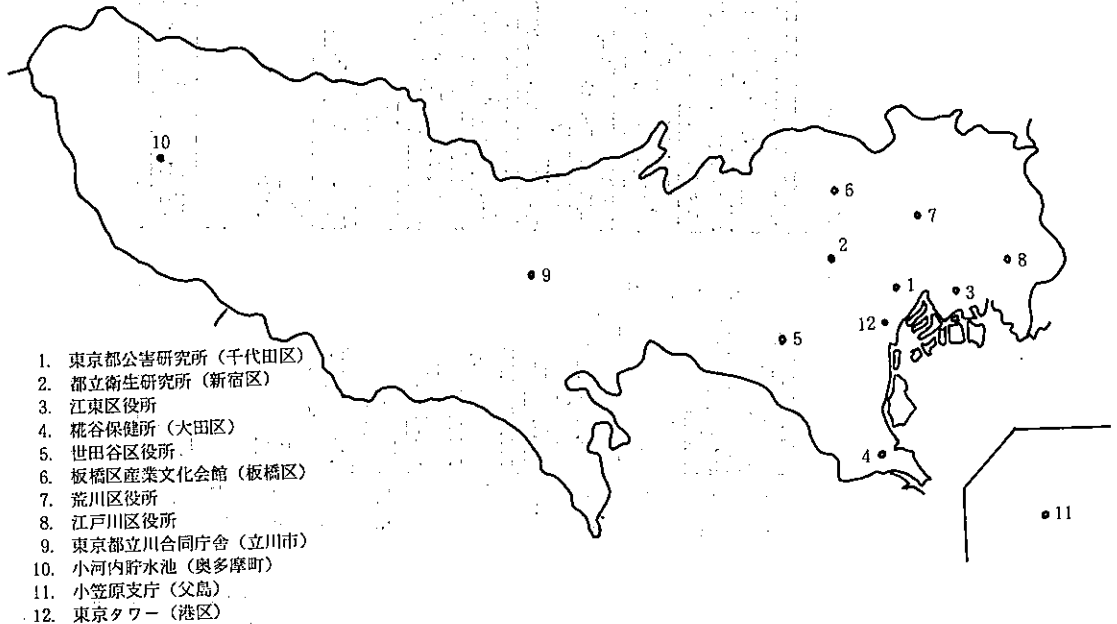 10
6
7
2
8
9
1
3
12
5
4
11
1. 東京都公害研究所（千代田区）
2. 都立衛生研究所（新宿区）
3. 江東区役所
4. 糀谷保健所（大田区）
5. 世田谷区役所
6. 板橋区産業文化会館（板橋区）
7. 荒川区役所
8. 江戸川区役所
9. 東京都立川合同庁舎（立川市）
10. 小河内貯水池（奥多摩町）
11. 小笠原支庁（父島）
12. 東京タワー（港区）